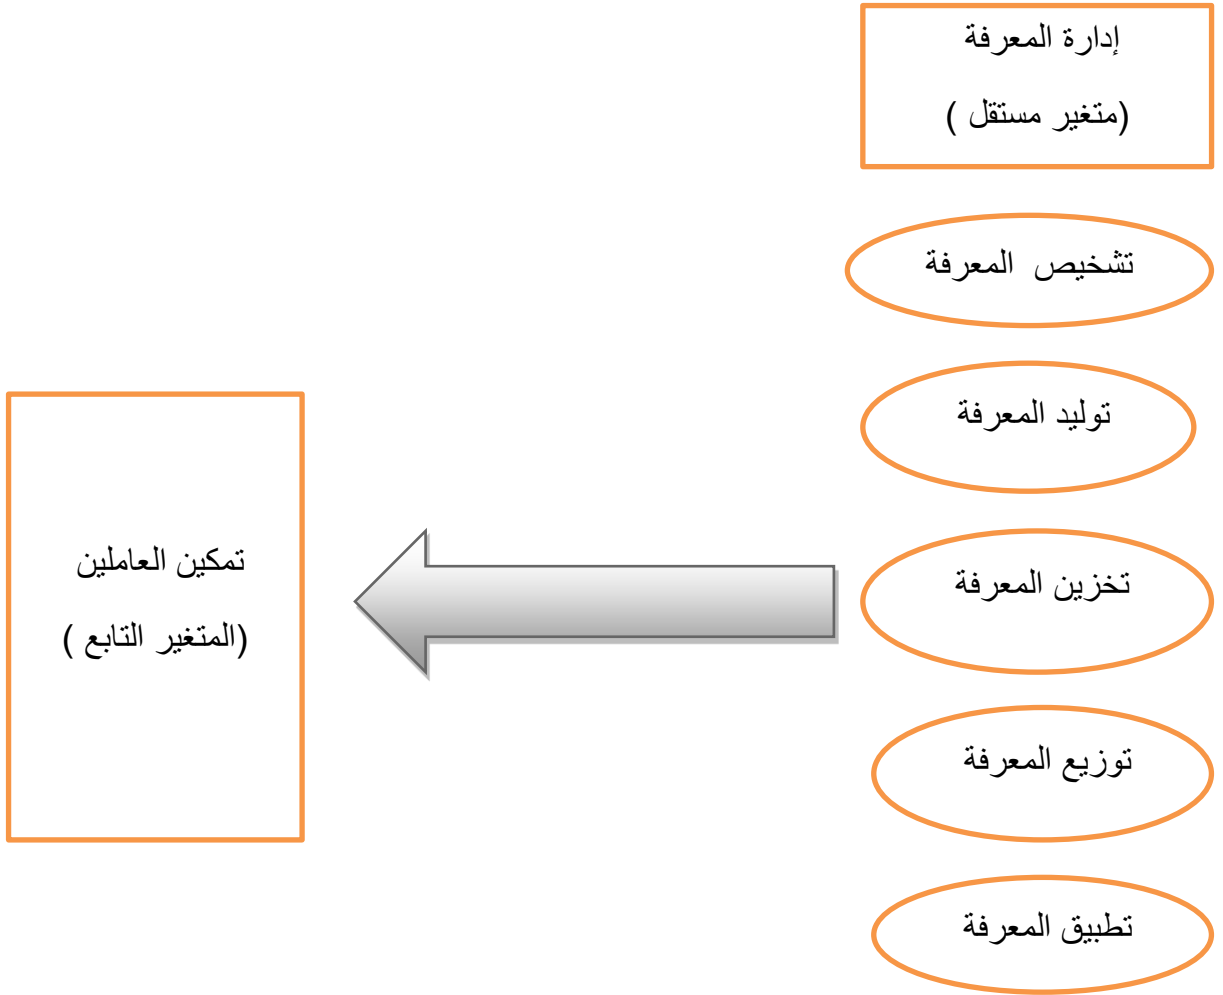 إدارة المعرفة
(متغير مستقل )
تشخيص المعرفة
توليد المعرفة
تخزين المعرفة
توزيع المعرفة
تطبيق المعرفة
تمكين العاملين
(المتغير التابع )